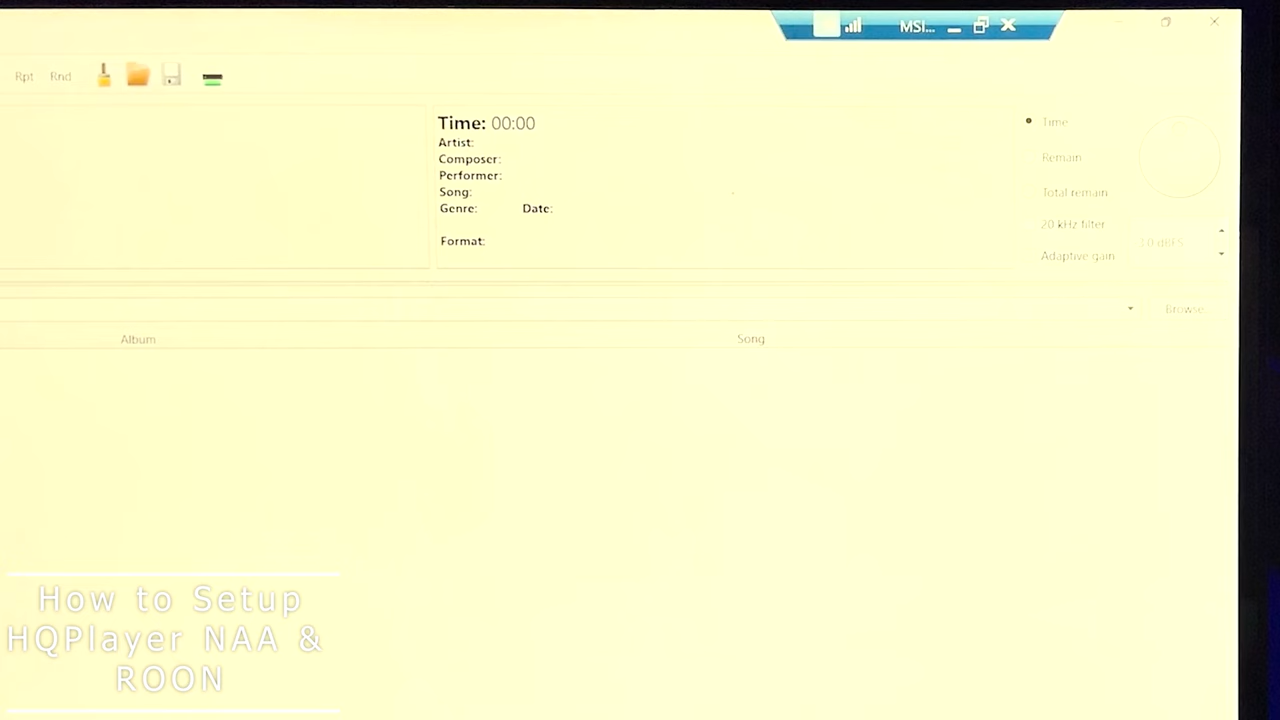 MSI...
Rpt Rnd
Time: 00:00
Artist:
Composer:
Performer:
Song:
Genre: Date:
Format:
Time
Remain
Total remain
20 kHz filter
Adaptive gain
Browse
Album Song
How to Setup
HQPlayer NAA &
ROON